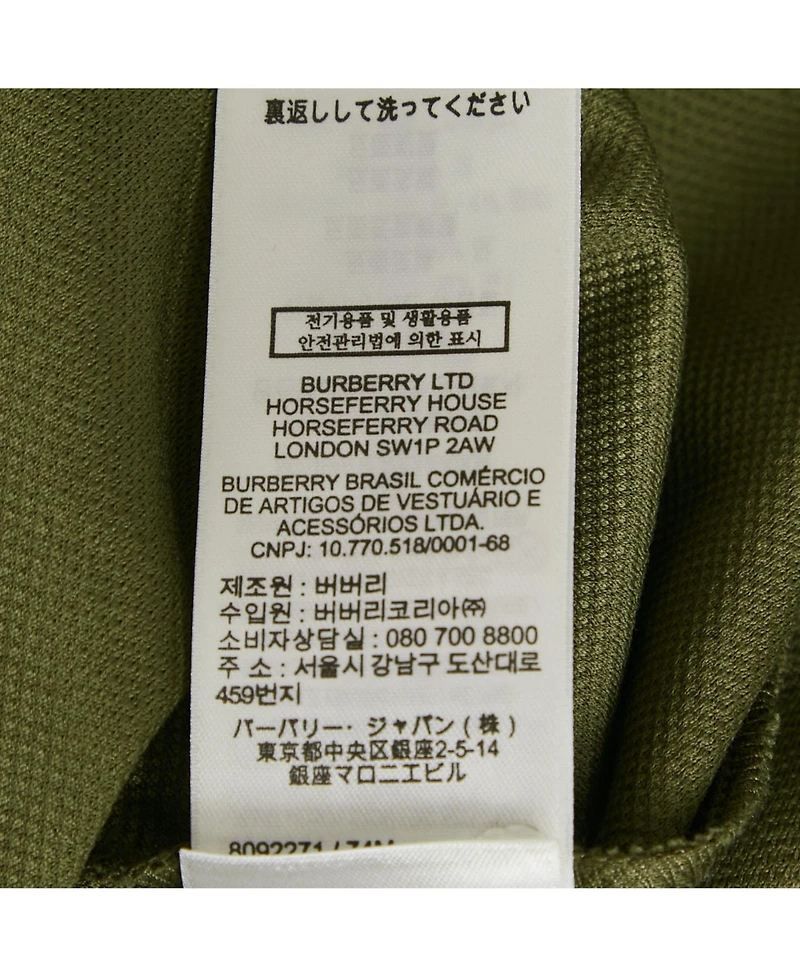 裏返しして洗ってください
전기용품 및 생활용품
안전관리법에 의한 표시
BURBERRY LTD
HORSEFERRY HOUSE
HORSEFERRY ROAD
LONDON SW1P 2AW
BURBERRY BRASIL COMÉRCIO
DE ARTIGOS DE VESTUÁRIO E
ACESSÓRIOS LTDA.
CNPJ: 10.770.518/0001-68
제조원 : 버버리
수입원 : 버버리코리아㈜
소비자상담실 : 080 700 8800
주 소 : 서울시 강남구 도산대로
459번지
バーバリー・ジャパン(株)
東京都中央区銀座2-5-14
銀座マロニエビル
8092271 /